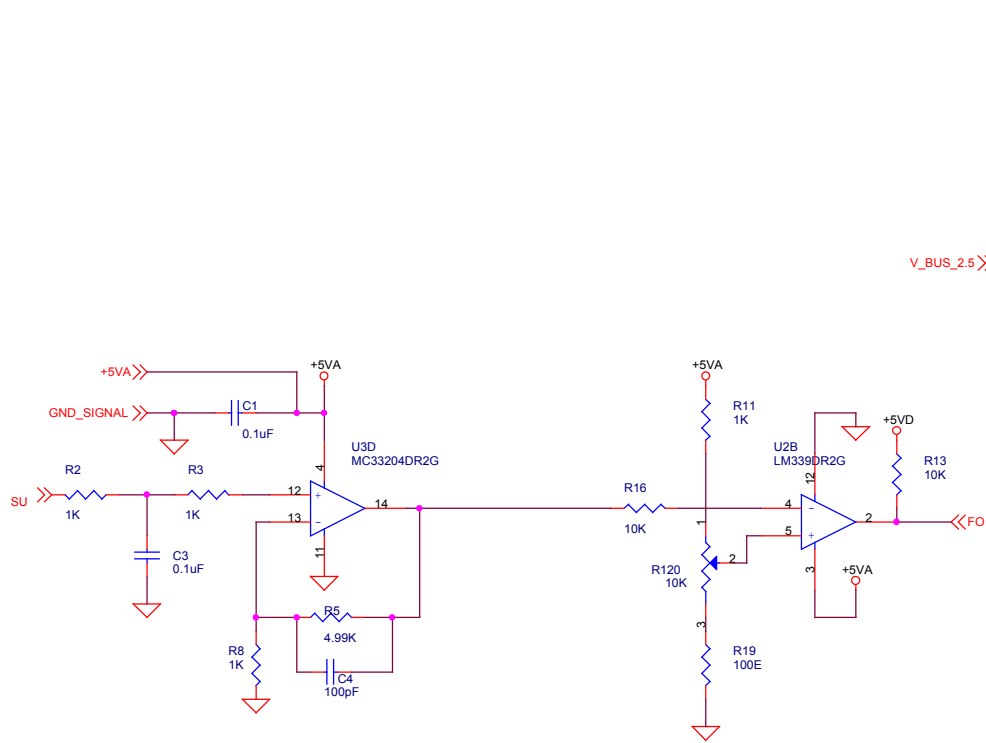 V_BUS_2.5
+5VA
+5VA
+5VA
GND_SIGNAL
C1
0.1uF
R11
1K
+5VD
U3D
MC33204DR2G
U2B
LM339DR2G
R13
10K
4
12
R2
R3
R16
SU
12
+
14
13
-
4
-
2
5
+
FO
1K
1K
10K
1
11
C3
0.1uF
2
R120
10K
3
+5VA
R5
4.99K
3
R8
1K
R19
100E
C4
100pF